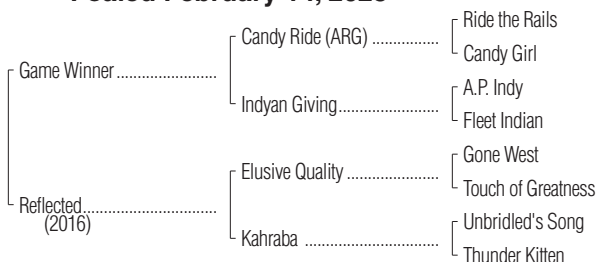 Foaled February
Ride the Rails
Candy Ride (ARG) ...................
Candy Girl
Game Winner ........................
A.P. Indy
Indyan Giving.........................
Fleet Indian
Gone West
Elusive Quality .......................
Touch of Greatness
Reflected................................
(2016)
Unbridled's Song
Kahraba ................................
Thunder Kitten